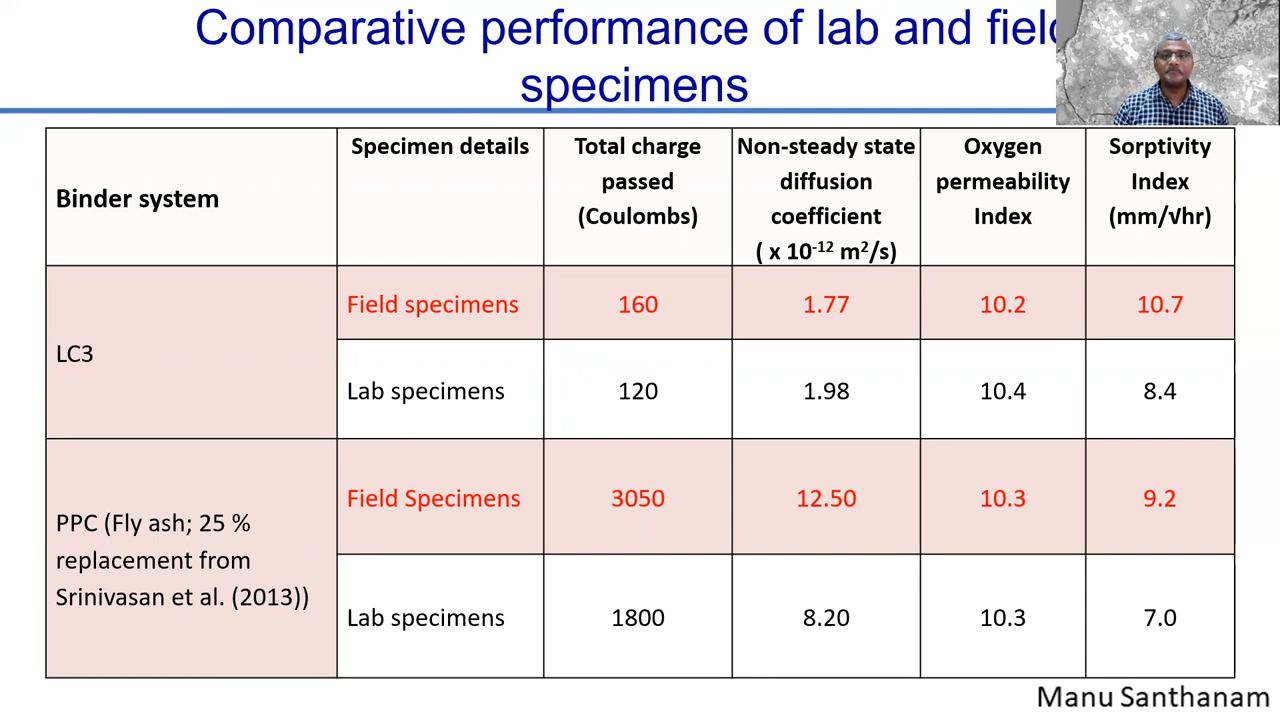 Comparative performance of lab and field
specimens
Binder system
Specimen details
Total charge
passed
(Coulombs)
Non-steady state
diffusion
coefficient
( x 10⁻¹² m²/s)
Oxygen
permeability
Index
Sorptivity
Index
(mm/√hr)
LC3
Field specimens
160
1.77
10.2
10.7
Lab specimens
120
1.98
10.4
8.4
PPC (Fly ash; 25 %
replacement from
Srinivasan et al. (2013))
Field Specimens
3050
12.50
10.3
9.2
Lab specimens
1800
8.20
10.3
7.0
Manu Santhanam